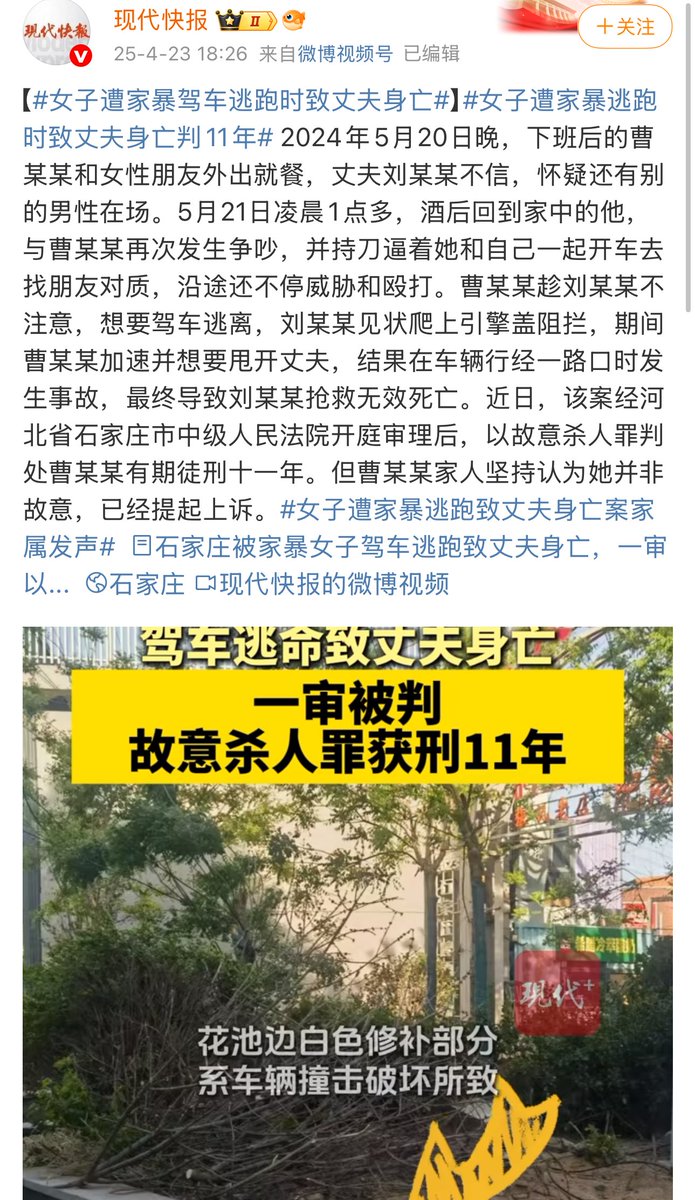 现代快报
现代快报 II
+关注
25-4-23 18:26 来自微博视频号 已编辑
【#女子遭家暴驾车逃跑时致丈夫身亡#】#女子遭家暴逃跑
时致丈夫身亡判11年# 2024年5月20日晚，下班后的曹
某某和女性朋友外出就餐，丈夫刘某某不信，怀疑还有别
的男性在场。5月21日凌晨1点多，酒后回到家中的他，
与曹某某再次发生争吵，并持刀逼着她和自己一起开车去
找朋友对质，沿途还不停威胁和殴打。曹某某趁刘某某不
注意，想要驾车逃离，刘某某见状爬上引擎盖阻拦，期间
曹某某加速并想要甩开丈夫，结果在车辆行经一路口时发
生事故，最终导致刘某某抢救无效死亡。近日，该案经河
北省石家庄市中级人民法院开庭审理后，以故意杀人罪判
处曹某某有期徒刑十一年。但曹某某家人坚持认为她并非
故意，已经提起上诉。#女子遭家暴逃跑致丈夫身亡案家
属发声# 石家庄被家暴女子驾车逃跑致丈夫身亡，一审
以... 石家庄 现代快报的微博视频
驾车逃命致丈夫身亡
一审被判
故意杀人罪获刑11年
现代+
花池边白色修补部分
系车辆撞击破坏所致